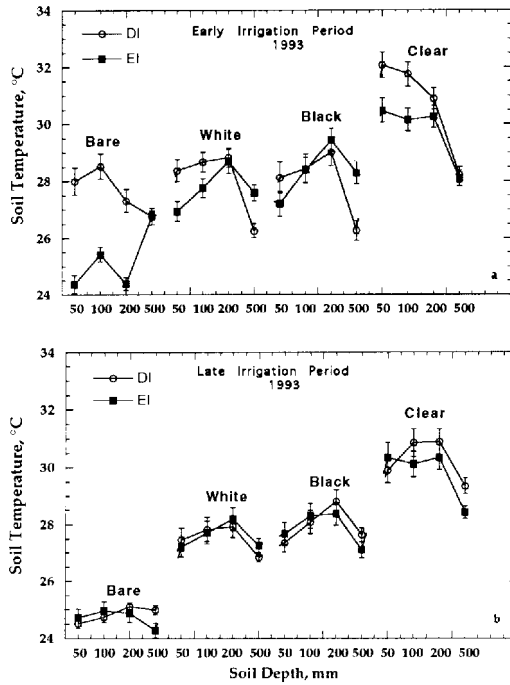 34
32
30
28
26
24
Soil Temperature, °C
DI
EI
Early Irrigation Period
1993
Bare
White
Black
Clear
a
50 100 200 500 50 100 200 500 50 100 200 500 50 100 200 500
34
32
30
28
26
24
Soil Temperature, °C
DI
EI
Late Irrigation Period
1993
Bare
White
Black
Clear
b
50 100 200 500 50 100 200 500 50 100 200 500 50 100 200 500
Soil Depth, mm